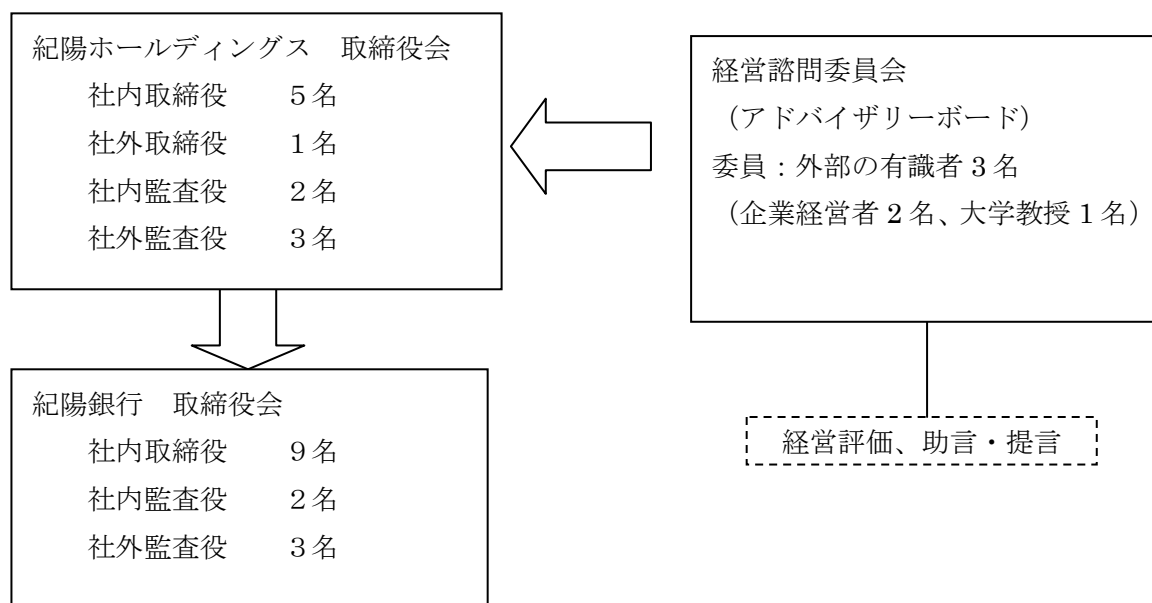 紀陽ホールディングス　取締役会
社内取締役　　５名
社外取締役　　１名
社内監査役　　２名
社外監査役　　３名
経営諮問委員会
（アドバイザリーボード）
委員：外部の有識者 3 名
（企業経営者 2 名、大学教授 1 名）
紀陽銀行　取締役会
社内取締役　　９名
社内監査役　　２名
社外監査役　　３名
経営評価、助言・提言